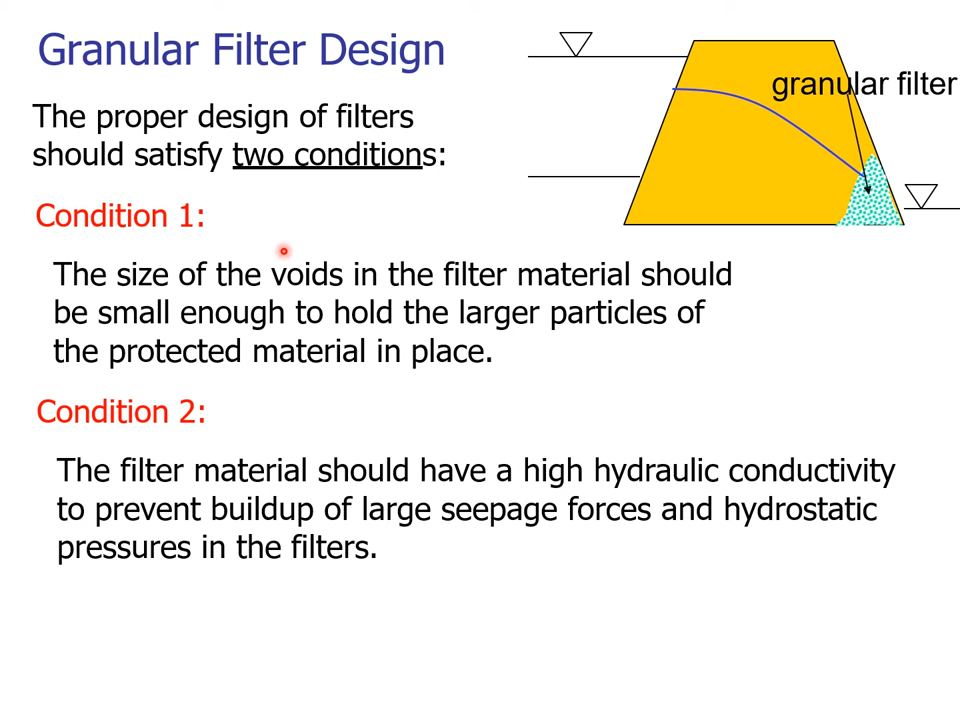 Granular Filter Design
granular filter
The proper design of filters
should satisfy two conditions:
Condition 1:
The size of the voids in the filter material should
be small enough to hold the larger particles of
the protected material in place.
Condition 2:
The filter material should have a high hydraulic conductivity
to prevent buildup of large seepage forces and hydrostatic
pressures in the filters.